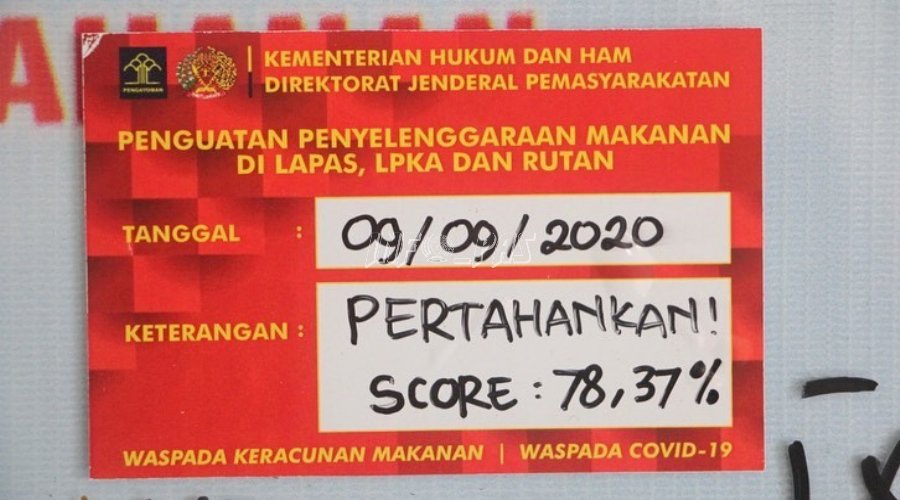 AHANAN
KEMENTERIAN HUKUM DAN HAM
DIREKTORAT JENDERAL PEMASYARAKATAN
PENGAYOMAN
PENGUATAN PENYELENGGARAAN MAKANAN
DI LAPAS, LPKA DAN RUTAN
TANGGAL : 09/09/2020
KETERANGAN : PERTAHANKAN!
SCORE : 78,37%
WASPADA KERACUNAN MAKANAN | WASPADA COVID-19